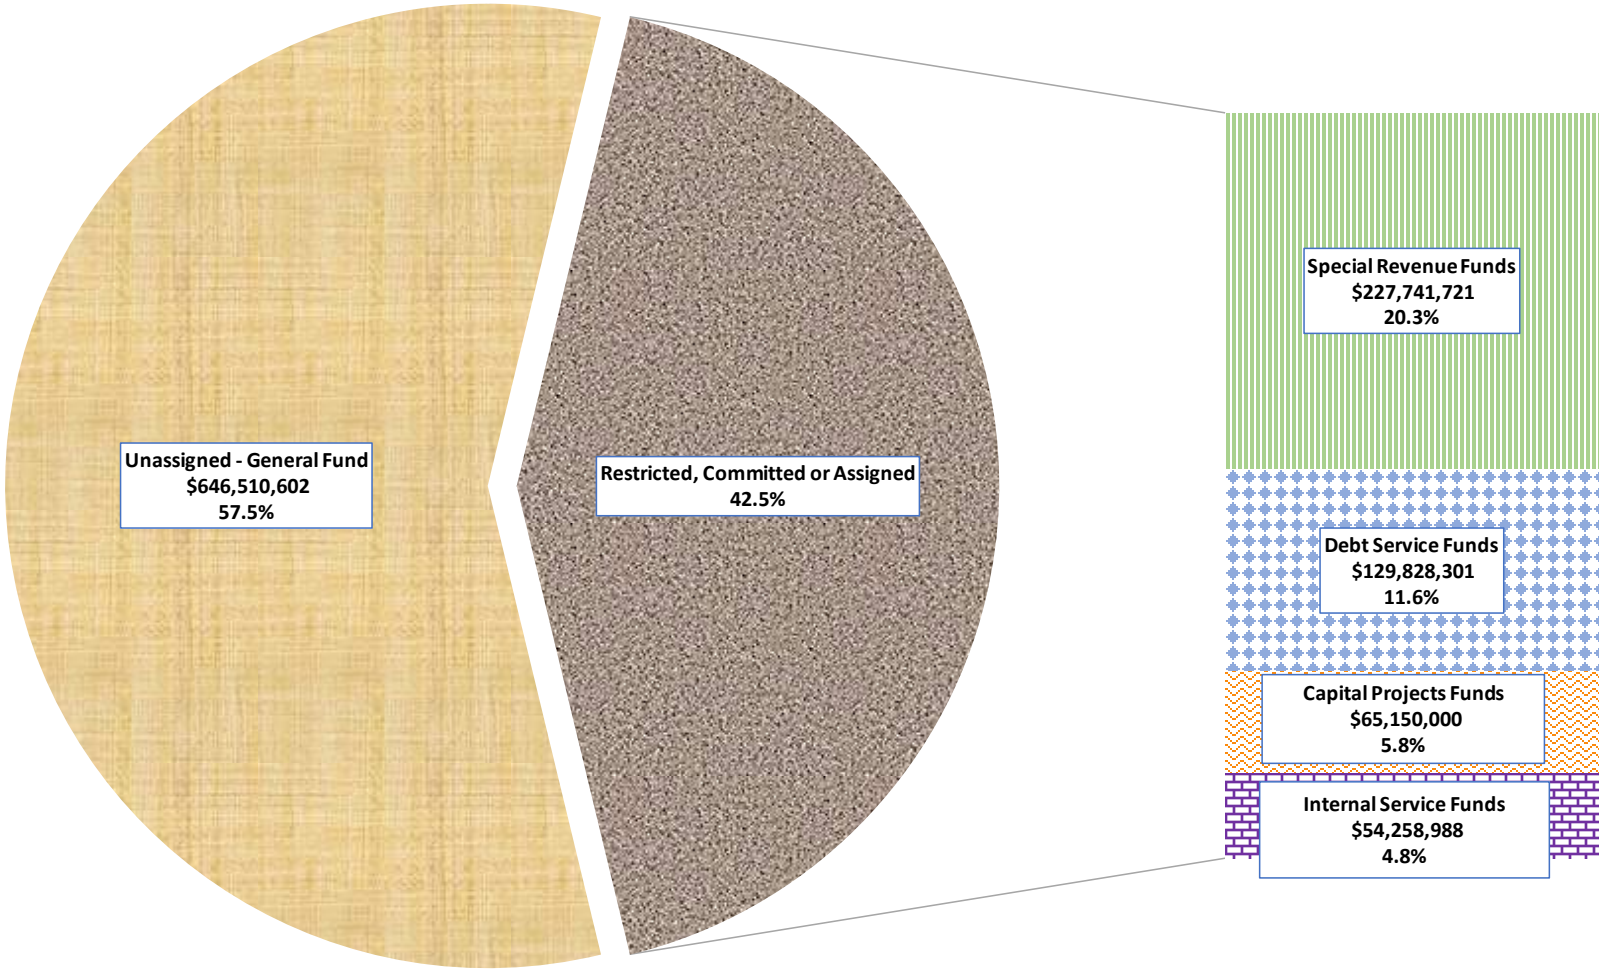 Unassigned - General Fund
$646,510,602
57.5%
Restricted, Committed or Assigned
42.5%
Special Revenue Funds
$227,741,721
20.3%
Debt Service Funds
$129,828,301
11.6%
Capital Projects Funds
$65,150,000
5.8%
Internal Service Funds
$54,258,988
4.8%